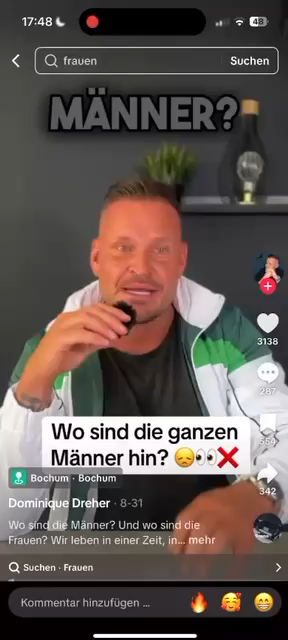 17:48
48
frauen
Suchen
MÄNNER?
3138
287
554
342
Wo sind die ganzen
Männer hin? 😞👀❌
Bochum · Bochum
Dominique Dreher · 8-31
Wo sind die Männer? Und wo sind die
Frauen? Wir leben in einer Zeit, in... mehr
Suchen · Frauen
Kommentar hinzufügen ...
🔥🥰😁